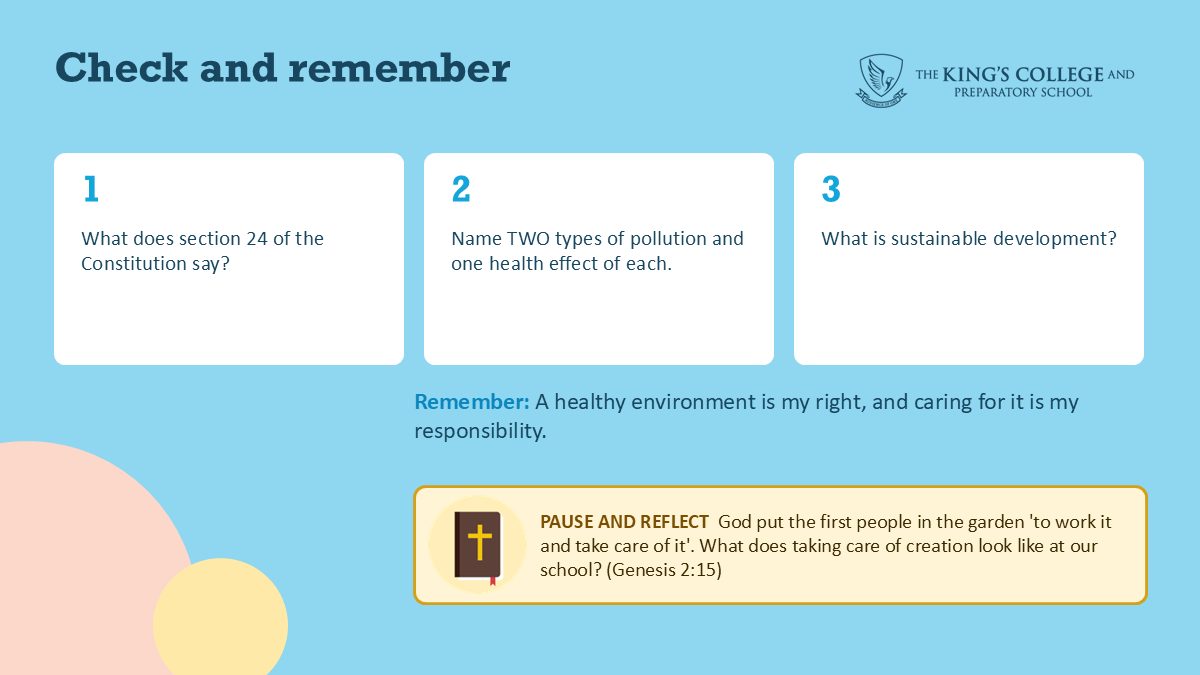 Check and remember
THE KING'S COLLEGE AND
PREPARATORY SCHOOL
1
What does section 24 of the
Constitution say?
2
Name TWO types of pollution and
one health effect of each.
3
What is sustainable development?
Remember: A healthy environment is my right, and caring for it is my
responsibility.
PAUSE AND REFLECT God put the first people in the garden 'to work it
and take care of it'. What does taking care of creation look like at our
school? (Genesis 2:15)